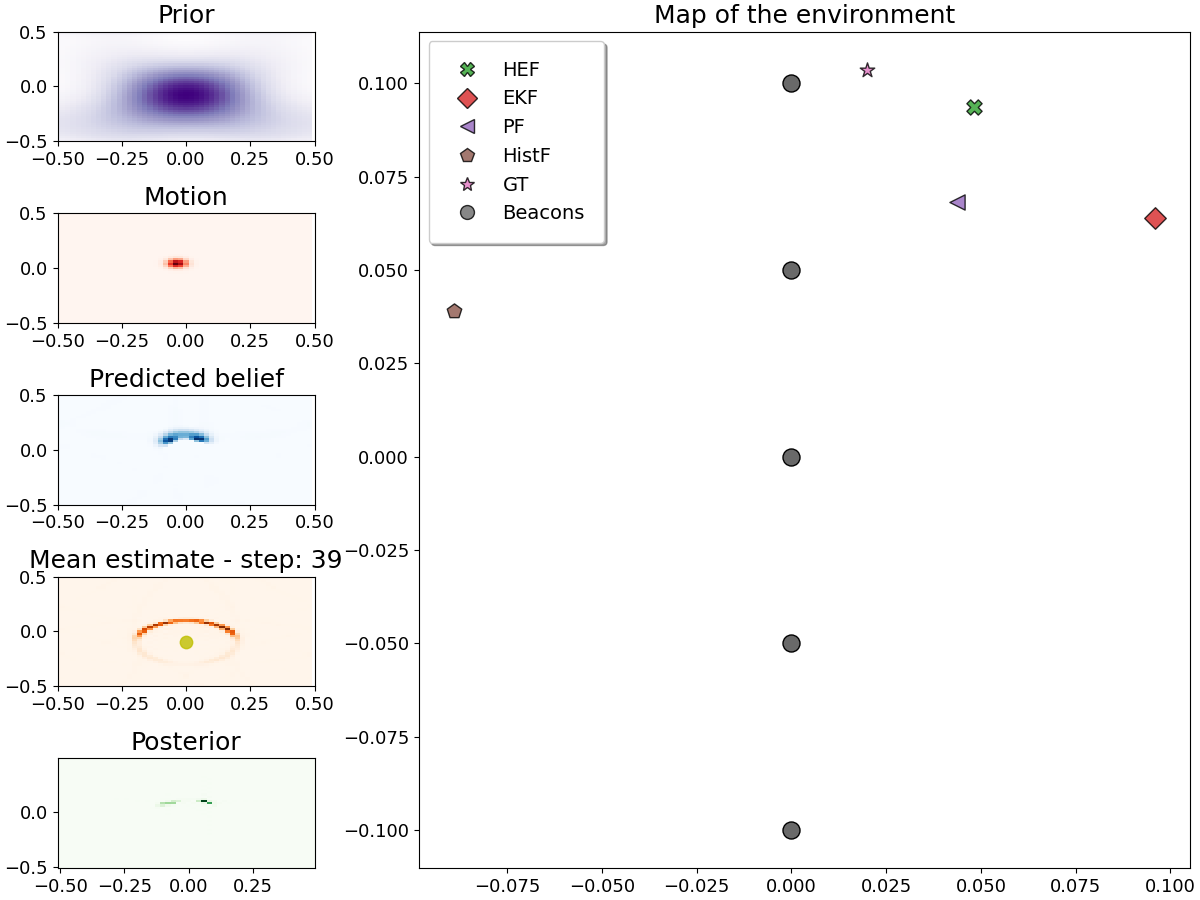 Prior
0.5
0.0
−0.5
−0.50 −0.25 0.00 0.25 0.50
Motion
0.5
0.0
−0.5
−0.50 −0.25 0.00 0.25 0.50
Predicted belief
0.5
0.0
−0.5
−0.50 −0.25 0.00 0.25 0.50
Mean estimate - step: 39
0.5
0.0
−0.5
−0.50 −0.25 0.00 0.25 0.50
Posterior
0.0
−0.5
−0.50 −0.25 0.00 0.25
Map of the environment
HEF
EKF
PF
HistF
GT
Beacons
0.100
0.075
0.050
0.025
0.000
−0.025
−0.050
−0.075
−0.100
−0.075 −0.050 −0.025 0.000 0.025 0.050 0.075 0.100